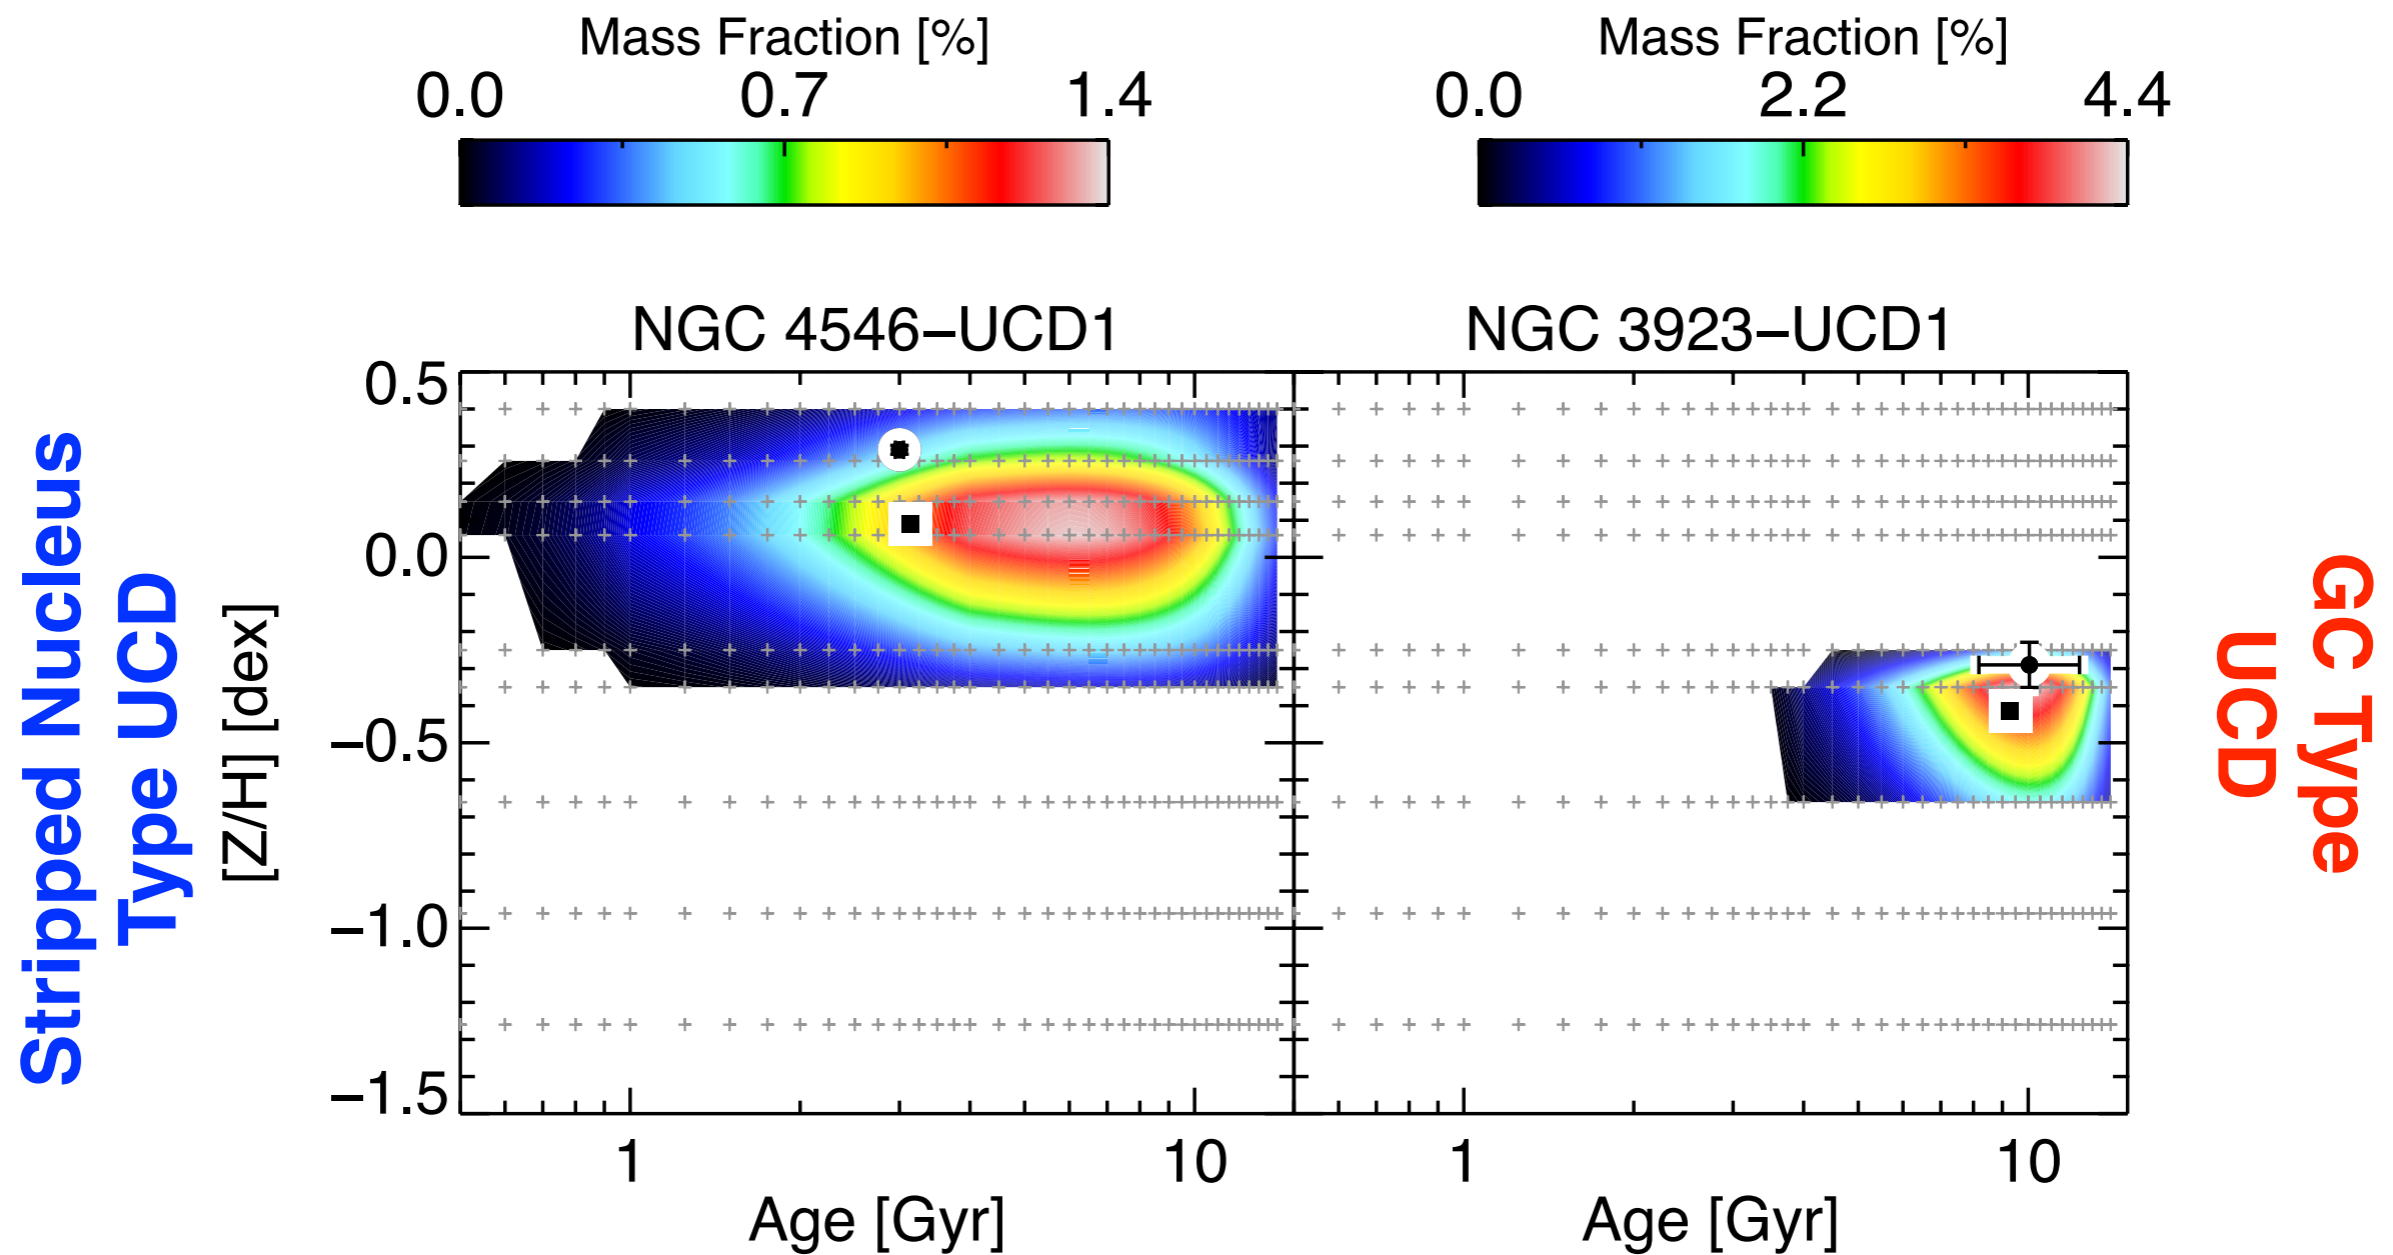 Mass Fraction [%]
0.0 0.7 1.4
Mass Fraction [%]
0.0 2.2 4.4
NGC 4546−UCD1
NGC 3923−UCD1
Stripped Nucleus
Type UCD
[Z/H] [dex]
0.5
0.0
−0.5
−1.0
−1.5
GC Type
UCD
1 10
1 10
Age [Gyr]
Age [Gyr]